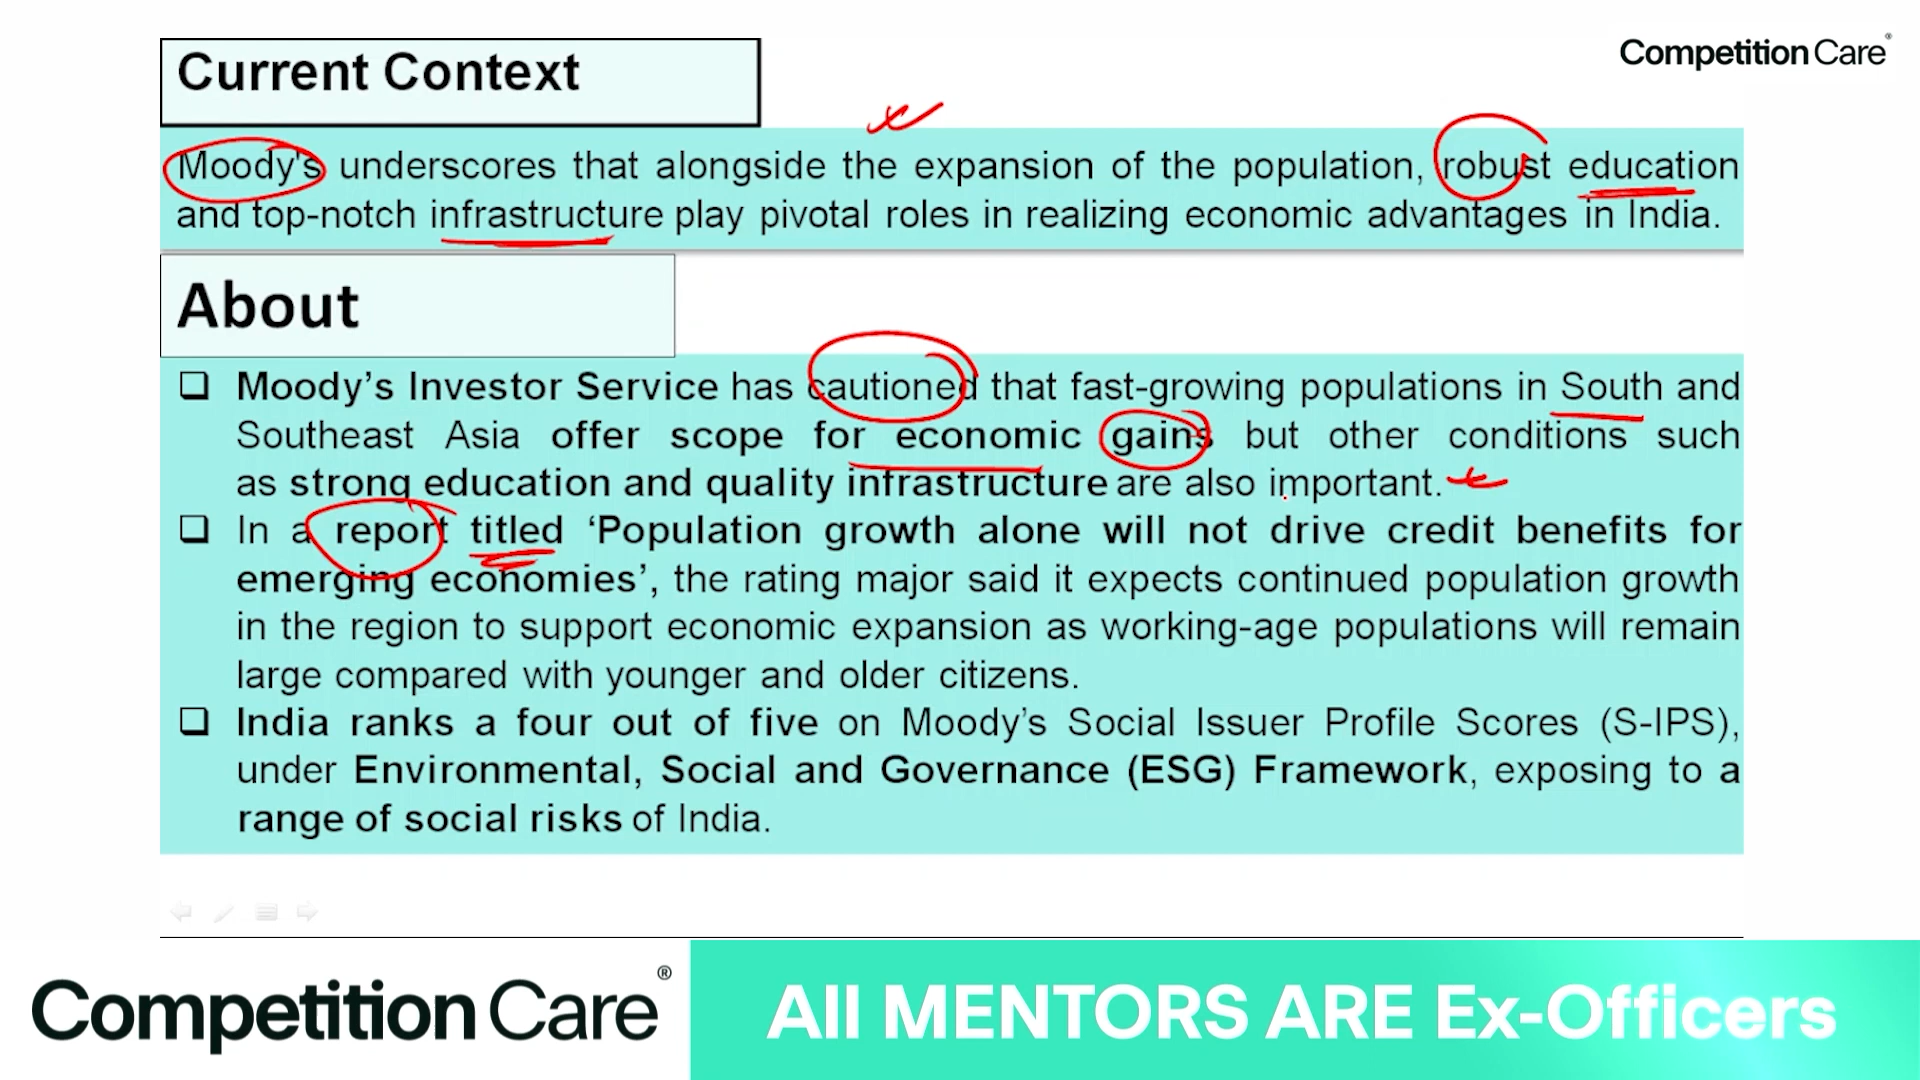 Current Context
Competition Care
Moody's underscores that alongside the expansion of the population, robust education
and top-notch infrastructure play pivotal roles in realizing economic advantages in India.
About
❑ Moody’s Investor Service has cautioned that fast-growing populations in South and
Southeast Asia offer scope for economic gains but other conditions such
as strong education and quality infrastructure are also important.
❑ In a report titled ‘Population growth alone will not drive credit benefits for
emerging economies’, the rating major said it expects continued population growth
in the region to support economic expansion as working-age populations will remain
large compared with younger and older citizens.
❑ India ranks a four out of five on Moody’s Social Issuer Profile Scores (S-IPS),
under Environmental, Social and Governance (ESG) Framework, exposing to a
range of social risks of India.
Competition Care®
All MENTORS ARE Ex-Officers